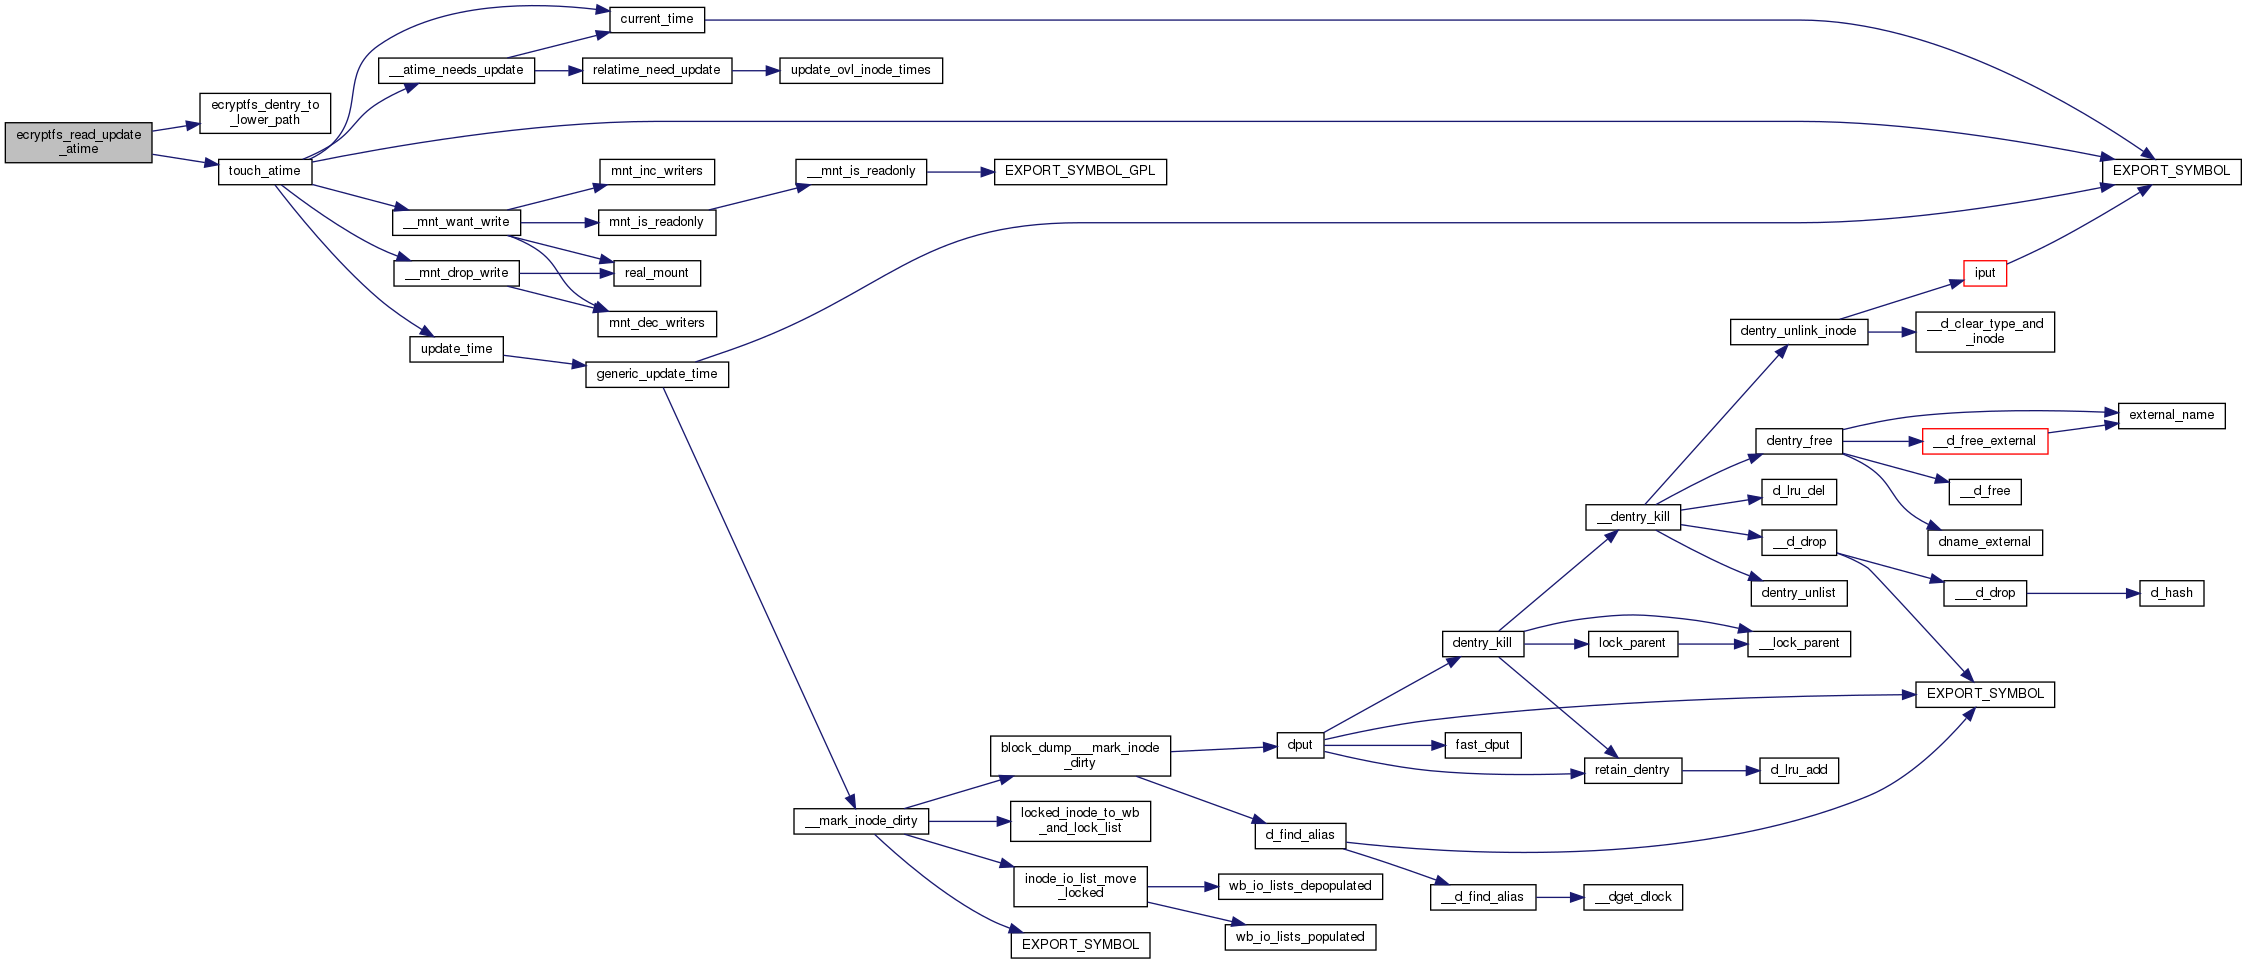 current_time
__atime_needs_update
relatime_need_update
update_ovl_inode_times
ecryptfs_dentry_to
_lower_path
ecryptfs_read_update
_atime
touch_atime
mnt_inc_writers
__mnt_is_readonly
EXPORT_SYMBOL_GPL
EXPORT_SYMBOL
__mnt_want_write
mnt_is_readonly
__mnt_drop_write
real_mount
iput
mnt_dec_writers
dentry_unlink_inode
__d_clear_type_and
_inode
update_time
generic_update_time
external_name
dentry_free
__d_free_external
d_lru_del
__d_free
__dentry_kill
__d_drop
dname_external
dentry_unlist
___d_drop
d_hash
dentry_kill
lock_parent
__lock_parent
EXPORT_SYMBOL
block_dump___mark_inode
_dirty
dput
fast_dput
retain_dentry
d_lru_add
__mark_inode_dirty
locked_inode_to_wb
_and_lock_list
d_find_alias
inode_io_list_move
_locked
wb_io_lists_depopulated
__d_find_alias
__dget_dlock
wb_io_lists_populated
EXPORT_SYMBOL